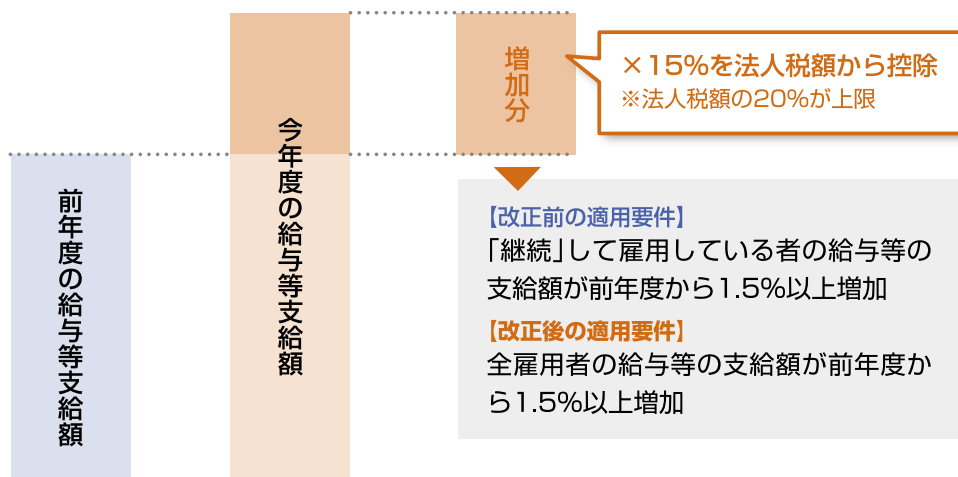 前年度の給与等支給額
今年度の給与等支給額
増加分
×15%を法人税額から控除
※法人税額の20%が上限
【改正前の適用要件】
「継続」して雇用している者の給与等の
支給額が前年度から1.5%以上増加
【改正後の適用要件】
全雇用者の給与等の支給額が前年度か
ら1.5%以上増加